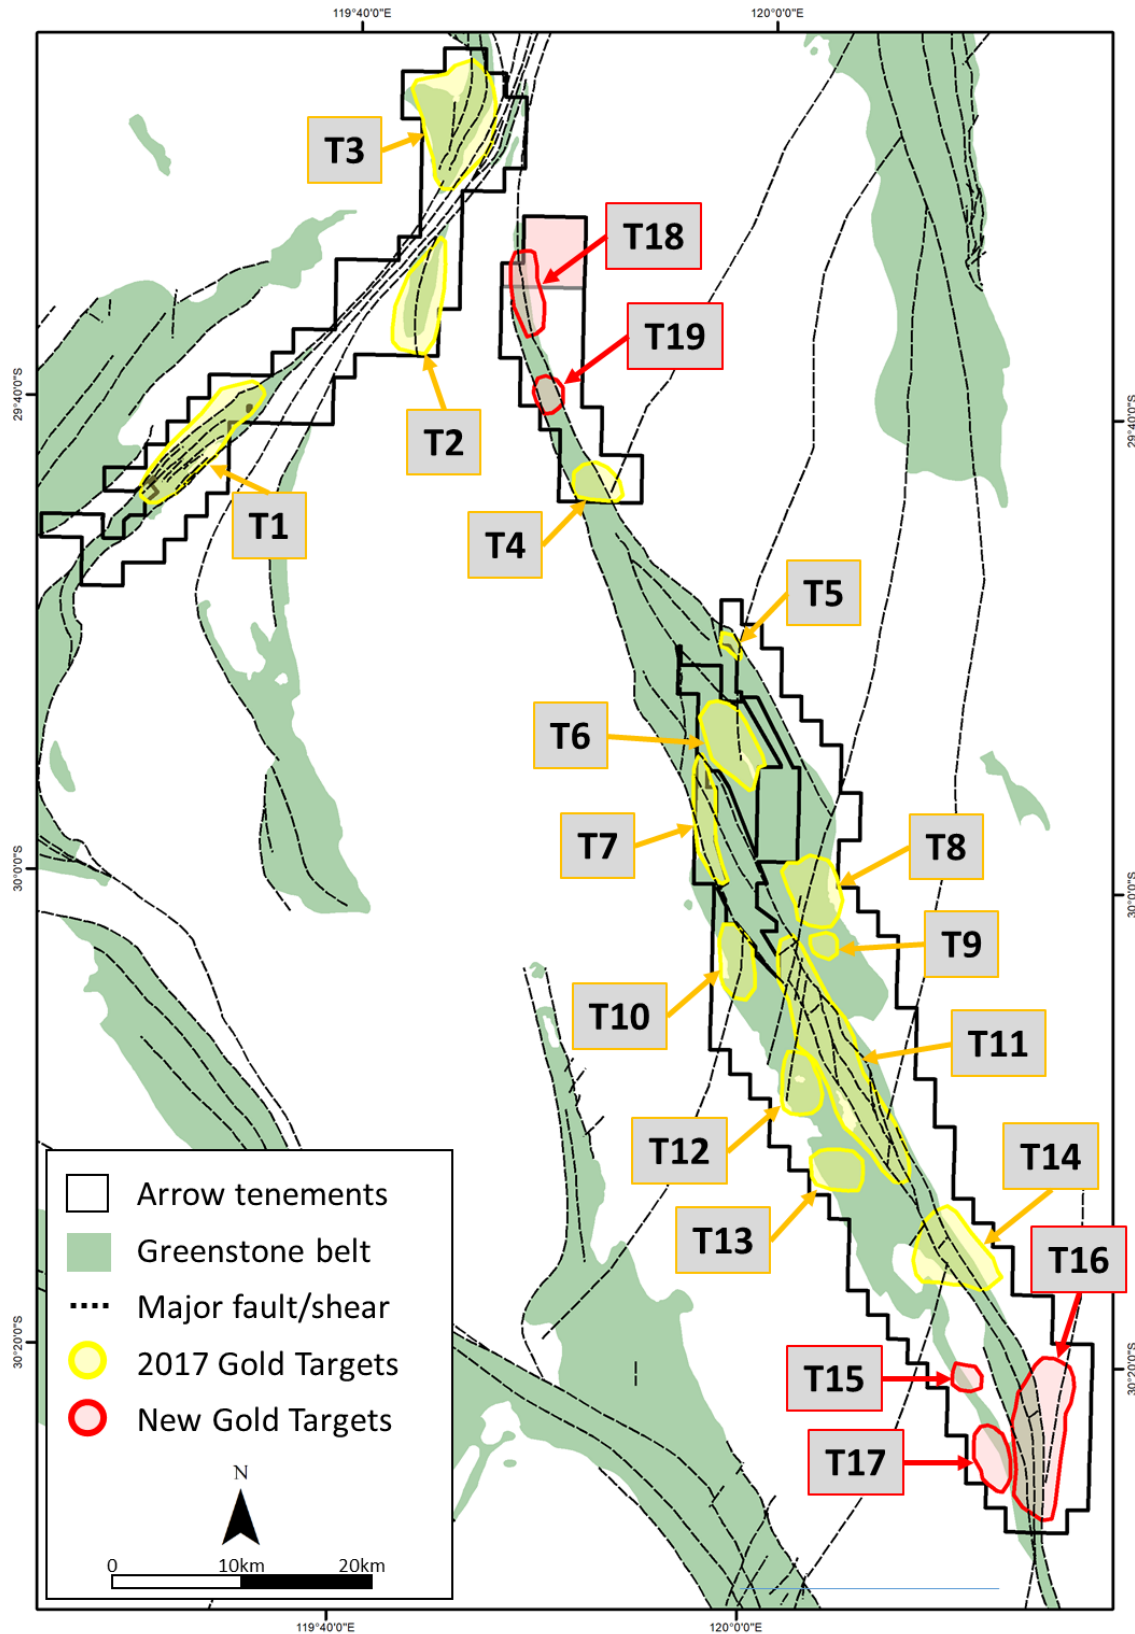 119°40'0"E
120°0'0"E
T3
T18
T19
29°40'0"S
29°40'0"S
T2
T1
T4
T5
T6
T7
T8
30°0'0"S
30°0'0"S
T9
T10
T11
T12
T14
T13
T16
Arrow tenements
Greenstone belt
Major fault/shear
2017 Gold Targets
New Gold Targets
30°20'0"S
30°20'0"S
T15
T17
N
0
10km
20km
119°40'0"E
120°0'0"E